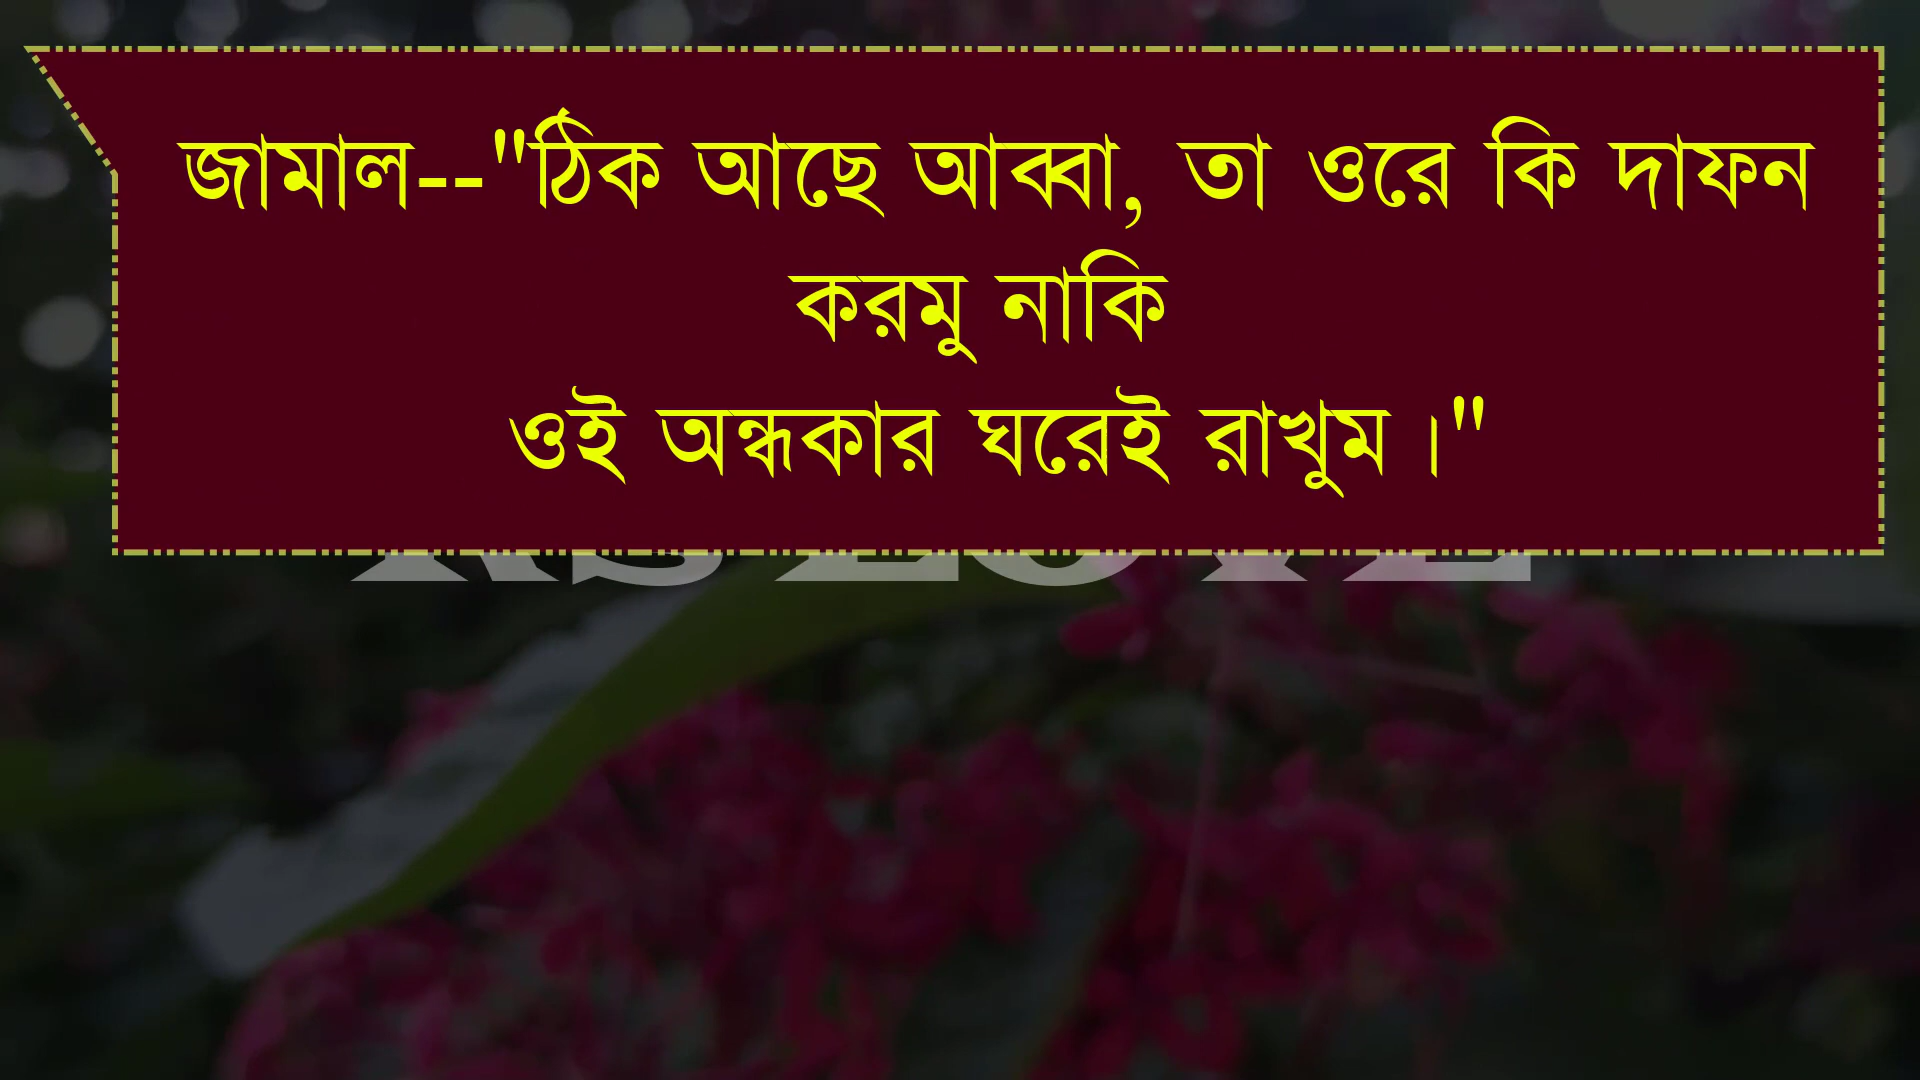 জামাল--"ঠিক আছে আব্বা, তা ওরে কি দাফন
করমু নাকি
ওই অন্ধকার ঘরেই রাখুম।"